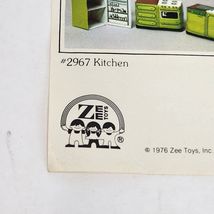 #2967 Kitchen
ZEE
TOYS
®
© 1976 Zee Toys, Inc.